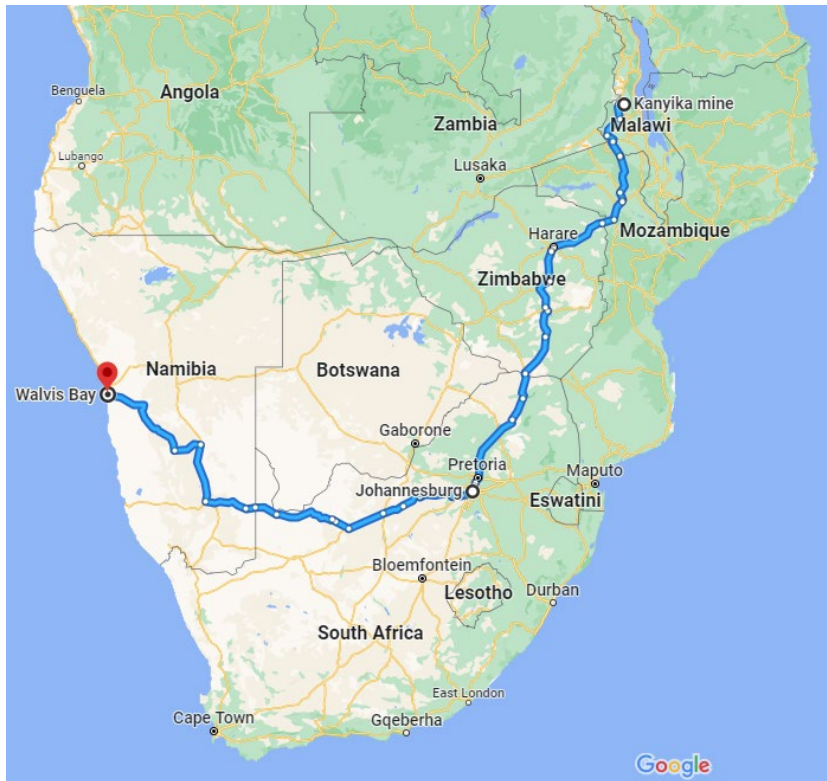 Benguela
Angola
Kanyika mine
Zambia
Malawi
Lubango
Lusaka
Harare
Mozambique
Zimbabwe
Namibia
Botswana
Walvis Bay
Gaborone
Pretoria
Maputo
Johannesburg
Eswatini
Bloemfontein
Lesotho
Durban
South Africa
East London
Cape Town
Gqeberha
Google